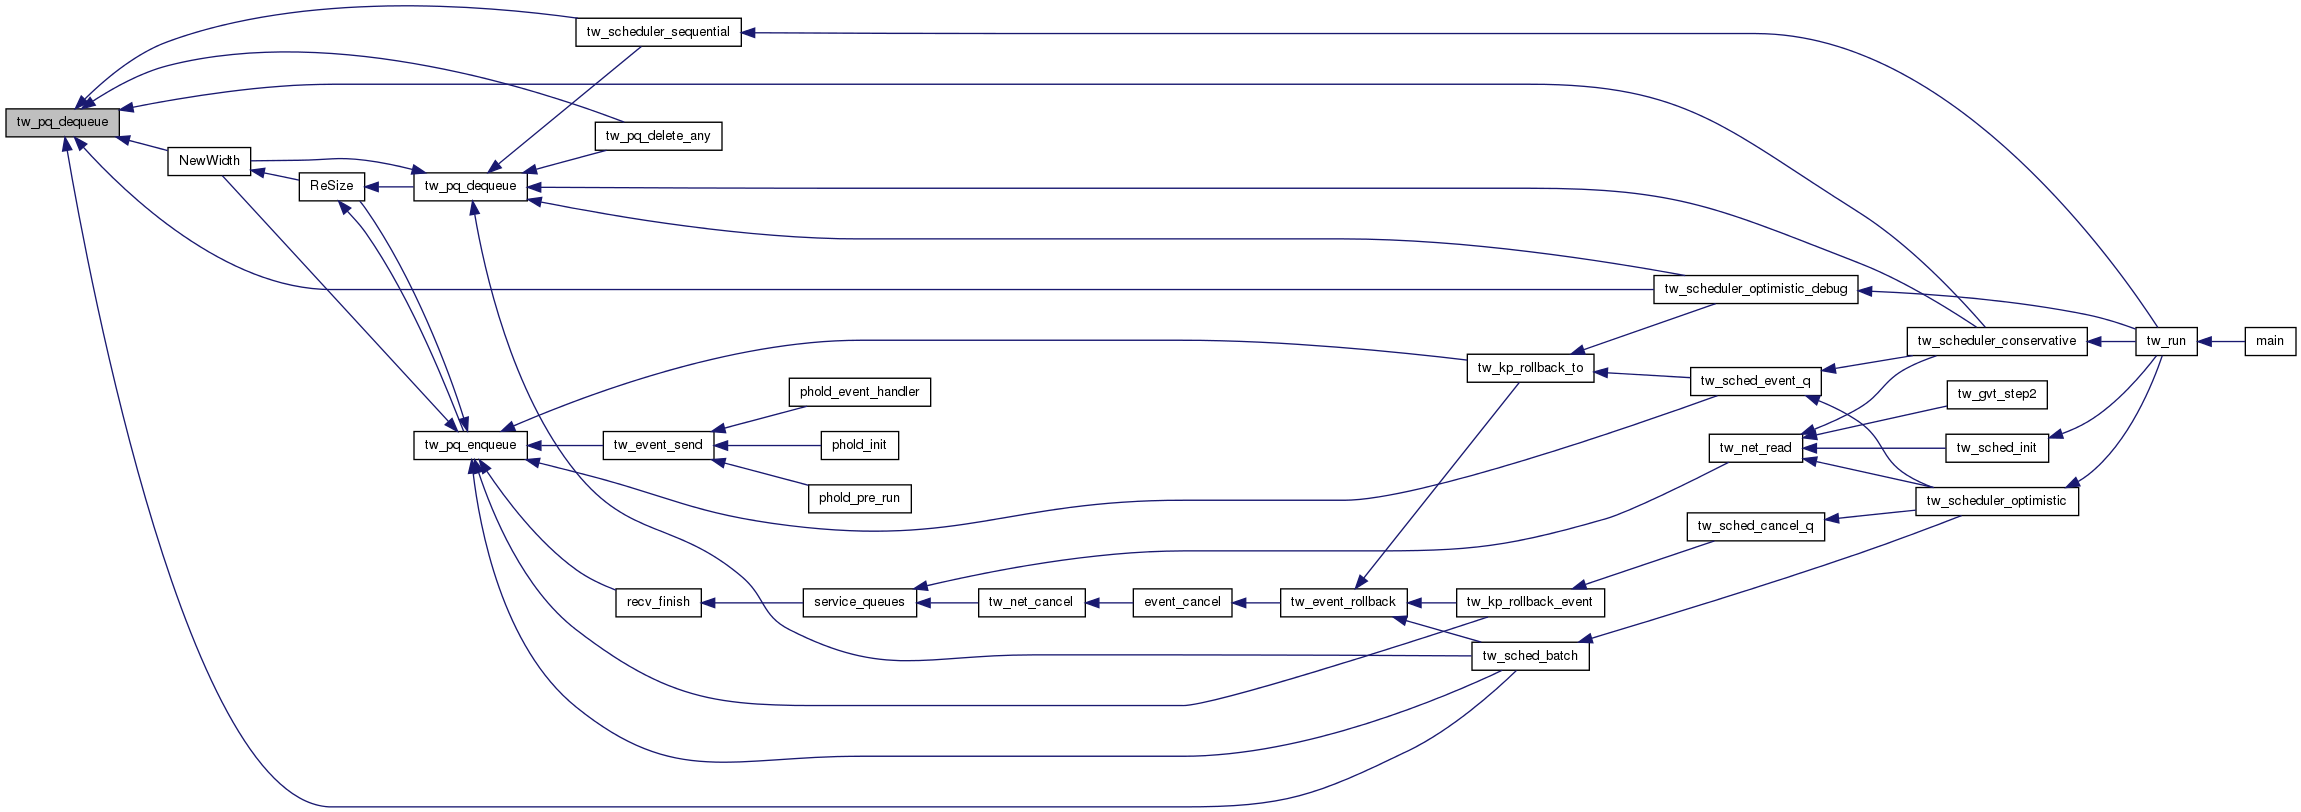 tw_scheduler_sequential
tw_pq_dequeue
tw_pq_delete_any
NewWidth
ReSize
tw_pq_dequeue
tw_scheduler_optimistic_debug
tw_scheduler_conservative
tw_run
main
tw_kp_rollback_to
tw_sched_event_q
phold_event_handler
tw_gvt_step2
tw_pq_enqueue
tw_event_send
phold_init
tw_net_read
tw_sched_init
phold_pre_run
tw_scheduler_optimistic
tw_sched_cancel_q
recv_finish
service_queues
tw_net_cancel
event_cancel
tw_event_rollback
tw_kp_rollback_event
tw_sched_batch